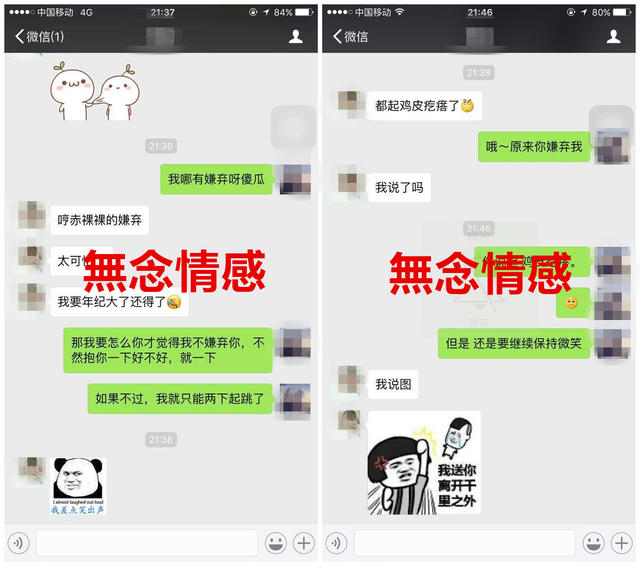 中国移动 4G 21:37 84%
微信(1)
21:30
我哪有嫌弃呀傻瓜
哼赤裸裸的嫌弃
太可
無念情感
我要年纪大了还得了
那我要怎么你才觉得我不嫌弃你，不
然抱你一下好不好，就一下
如果不过，我就只能两下起跳了
21:36
I almost laughed out loud
我差点笑出声
中国移动 21:46 80%
微信
21:38
都起鸡皮疙瘩了
哦～原来你嫌弃我
我说了吗
21:46
無念情感
但是 还是要继续保持微笑
我说图
我送你
离开千
里之外